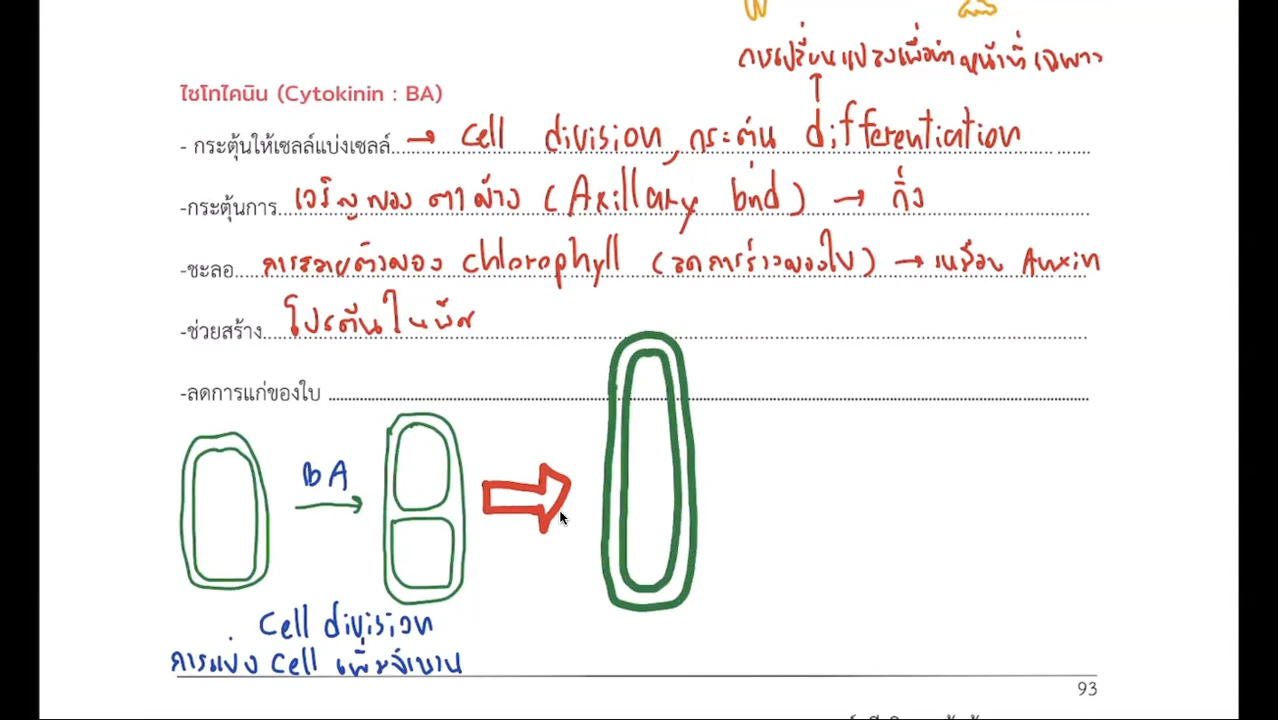 การเปลี่ยนแปลงเพื่อทำ หน้าที่ เฉพาะ
ไซโทไคนิน (Cytokinin : BA)
- กระตุ้นให้เซลล์แบ่งเซลล์ → cell division, กระตุ้น differentiation
-กระตุ้นการ เจริญของ ตาข้าง (Axillary bud) → กิ่ง
-ชะลอ การสลายตัวของ chlorophyll (ลดการร่วงของใบ) → เหมือน Auxin
-ช่วยสร้าง โปรตีนในพืช
-ลดการแก่ของใบ
BA
Cell division
การแบ่ง Cell เพิ่มจำนวน
93